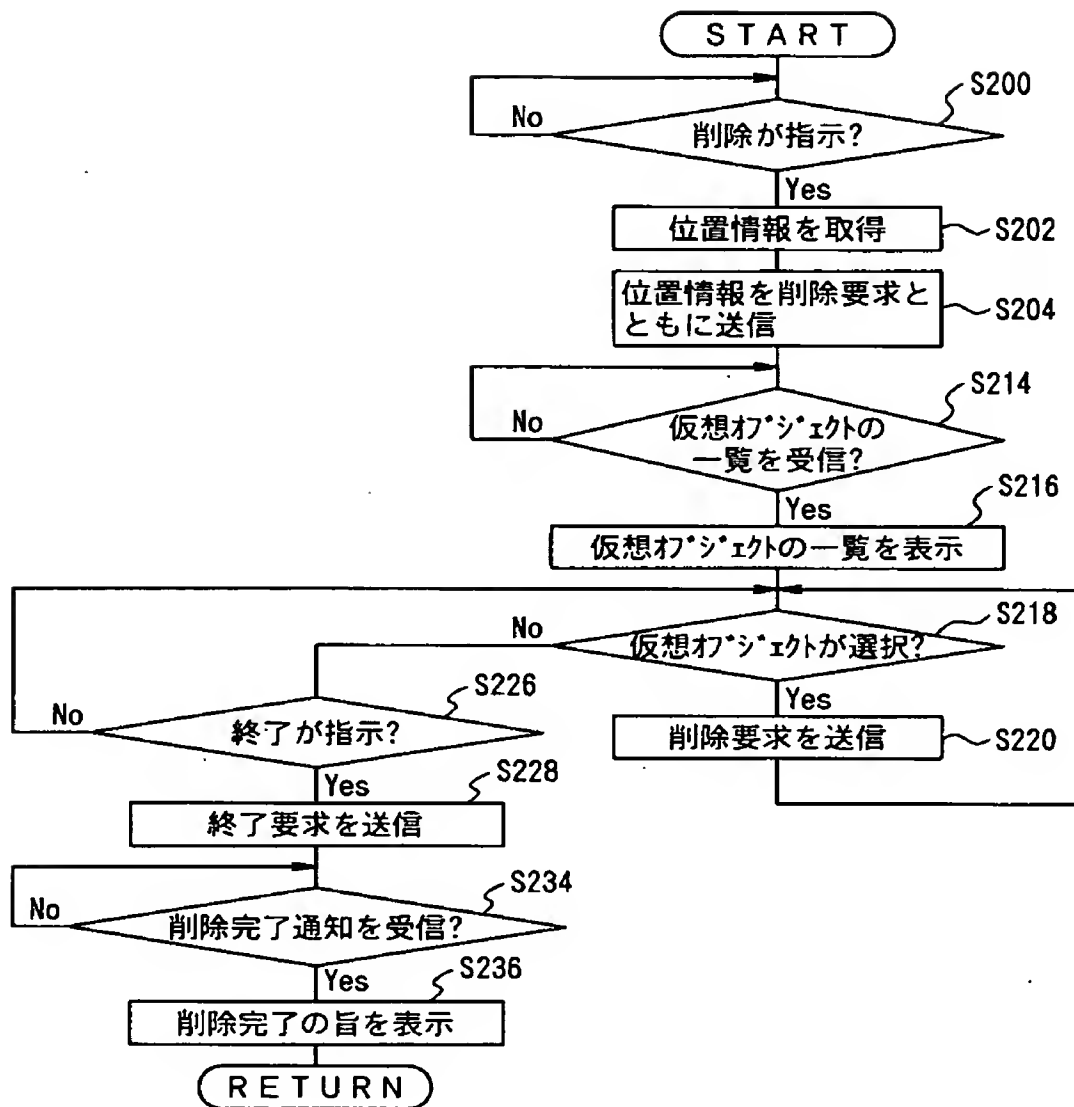 START
S200
No
削除が指示?
Yes
位置情報を取得
S202
位置情報を削除要求と
ともに送信
S204
S214
No
仮想ｵﾌﾞｼﾞｪｸﾄの
一覧を受信?
Yes
S216
仮想ｵﾌﾞｼﾞｪｸﾄの一覧を表示
No
S218
仮想ｵﾌﾞｼﾞｪｸﾄが選択?
Yes
削除要求を送信
S220
S226
No
終了が指示?
Yes
S228
終了要求を送信
S234
No
削除完了通知を受信?
Yes
S236
削除完了の旨を表示
RETURN